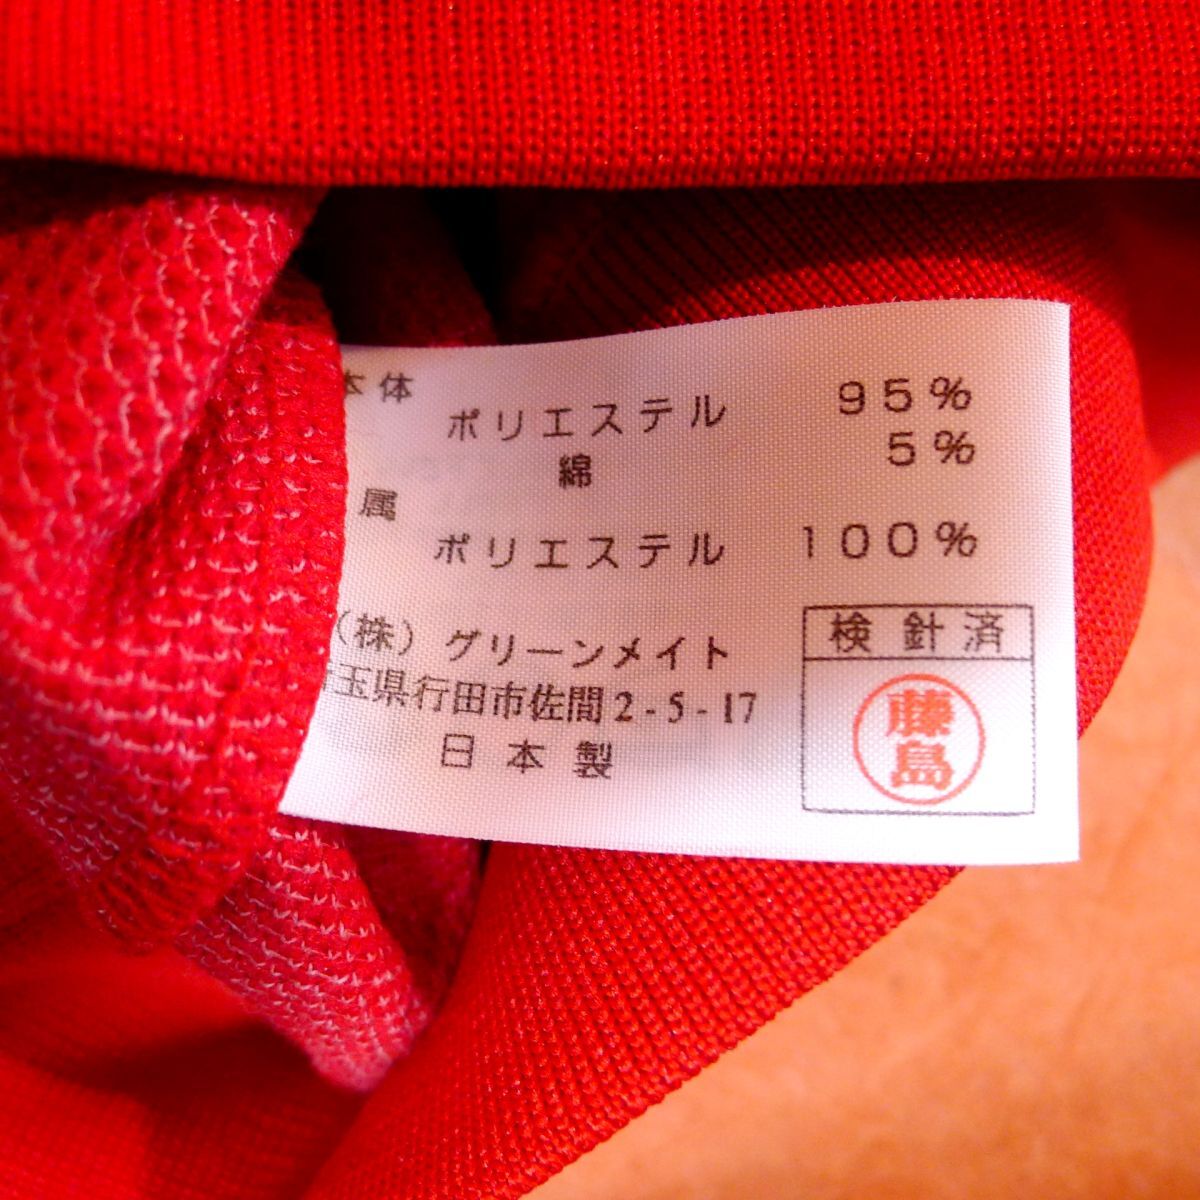 本体
ポリエステル 95%
綿 5%
属
ポリエステル 100%
(株)グリーンメイト
埼玉県行田市佐間2-5-17
日本製
検針済
藤島